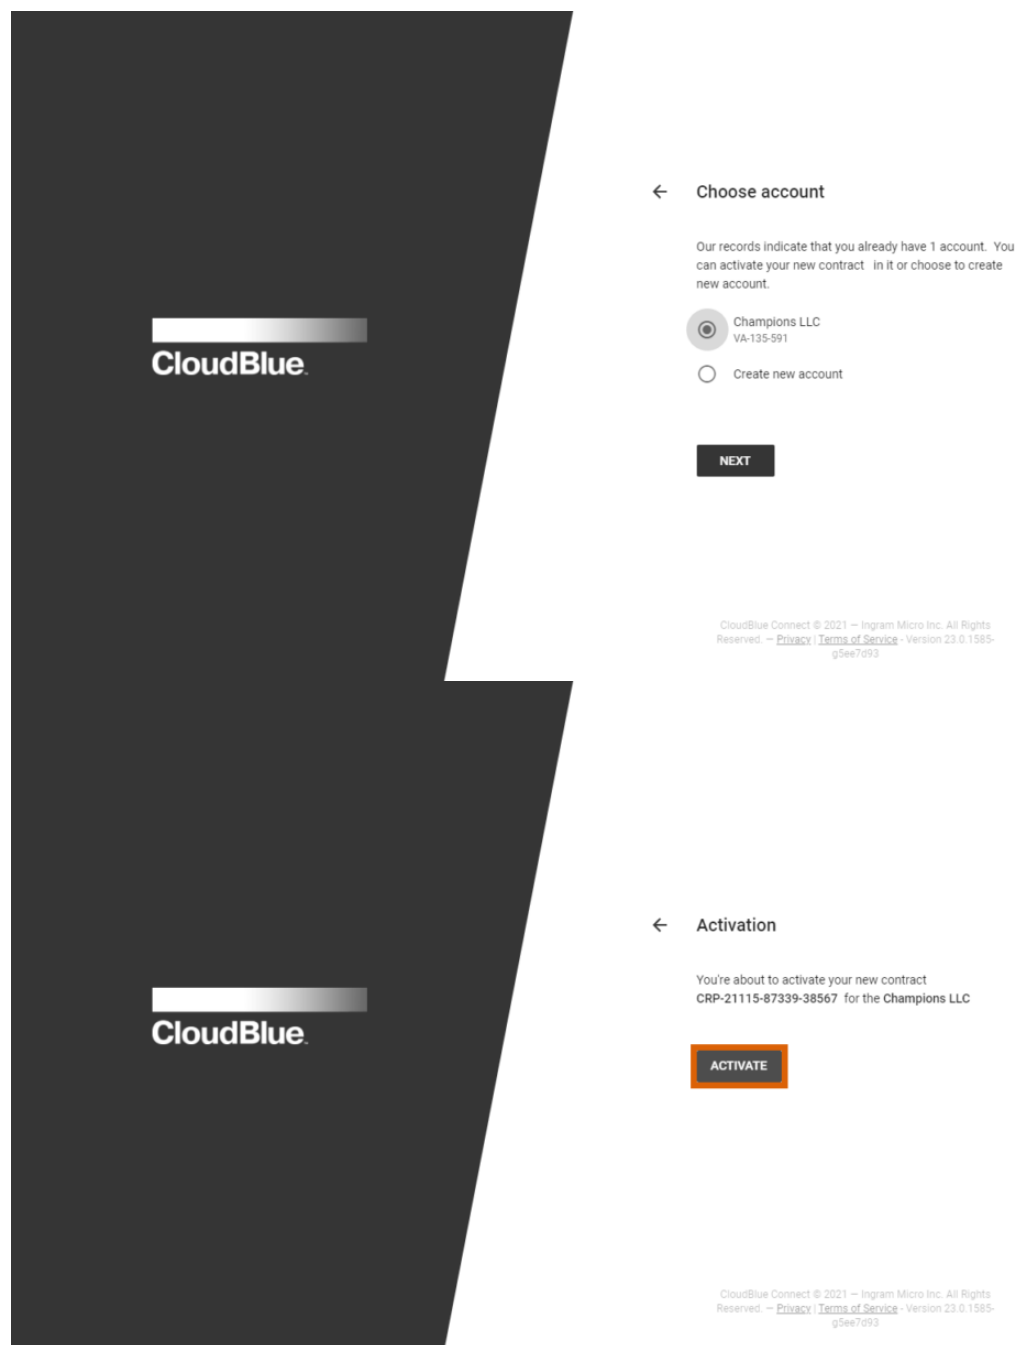 Choose account
Our records indicate that you already have 1 account. You
can activate your new contract in it or choose to create
new account.
Champions LLC
VA-135-591
Create new account
NEXT
CloudBlue.
CloudBlue Connect © 2021 — Ingram Micro Inc. All Rights
Reserved. — Privacy | Terms of Service - Version 23.0.1585-
g5ee7d93
Activation
You're about to activate your new contract
CRP-21115-87339-38567 for the Champions LLC
ACTIVATE
CloudBlue.
CloudBlue Connect © 2021 — Ingram Micro Inc. All Rights
Reserved. — Privacy | Terms of Service - Version 23.0.1585-
g5ee7d93